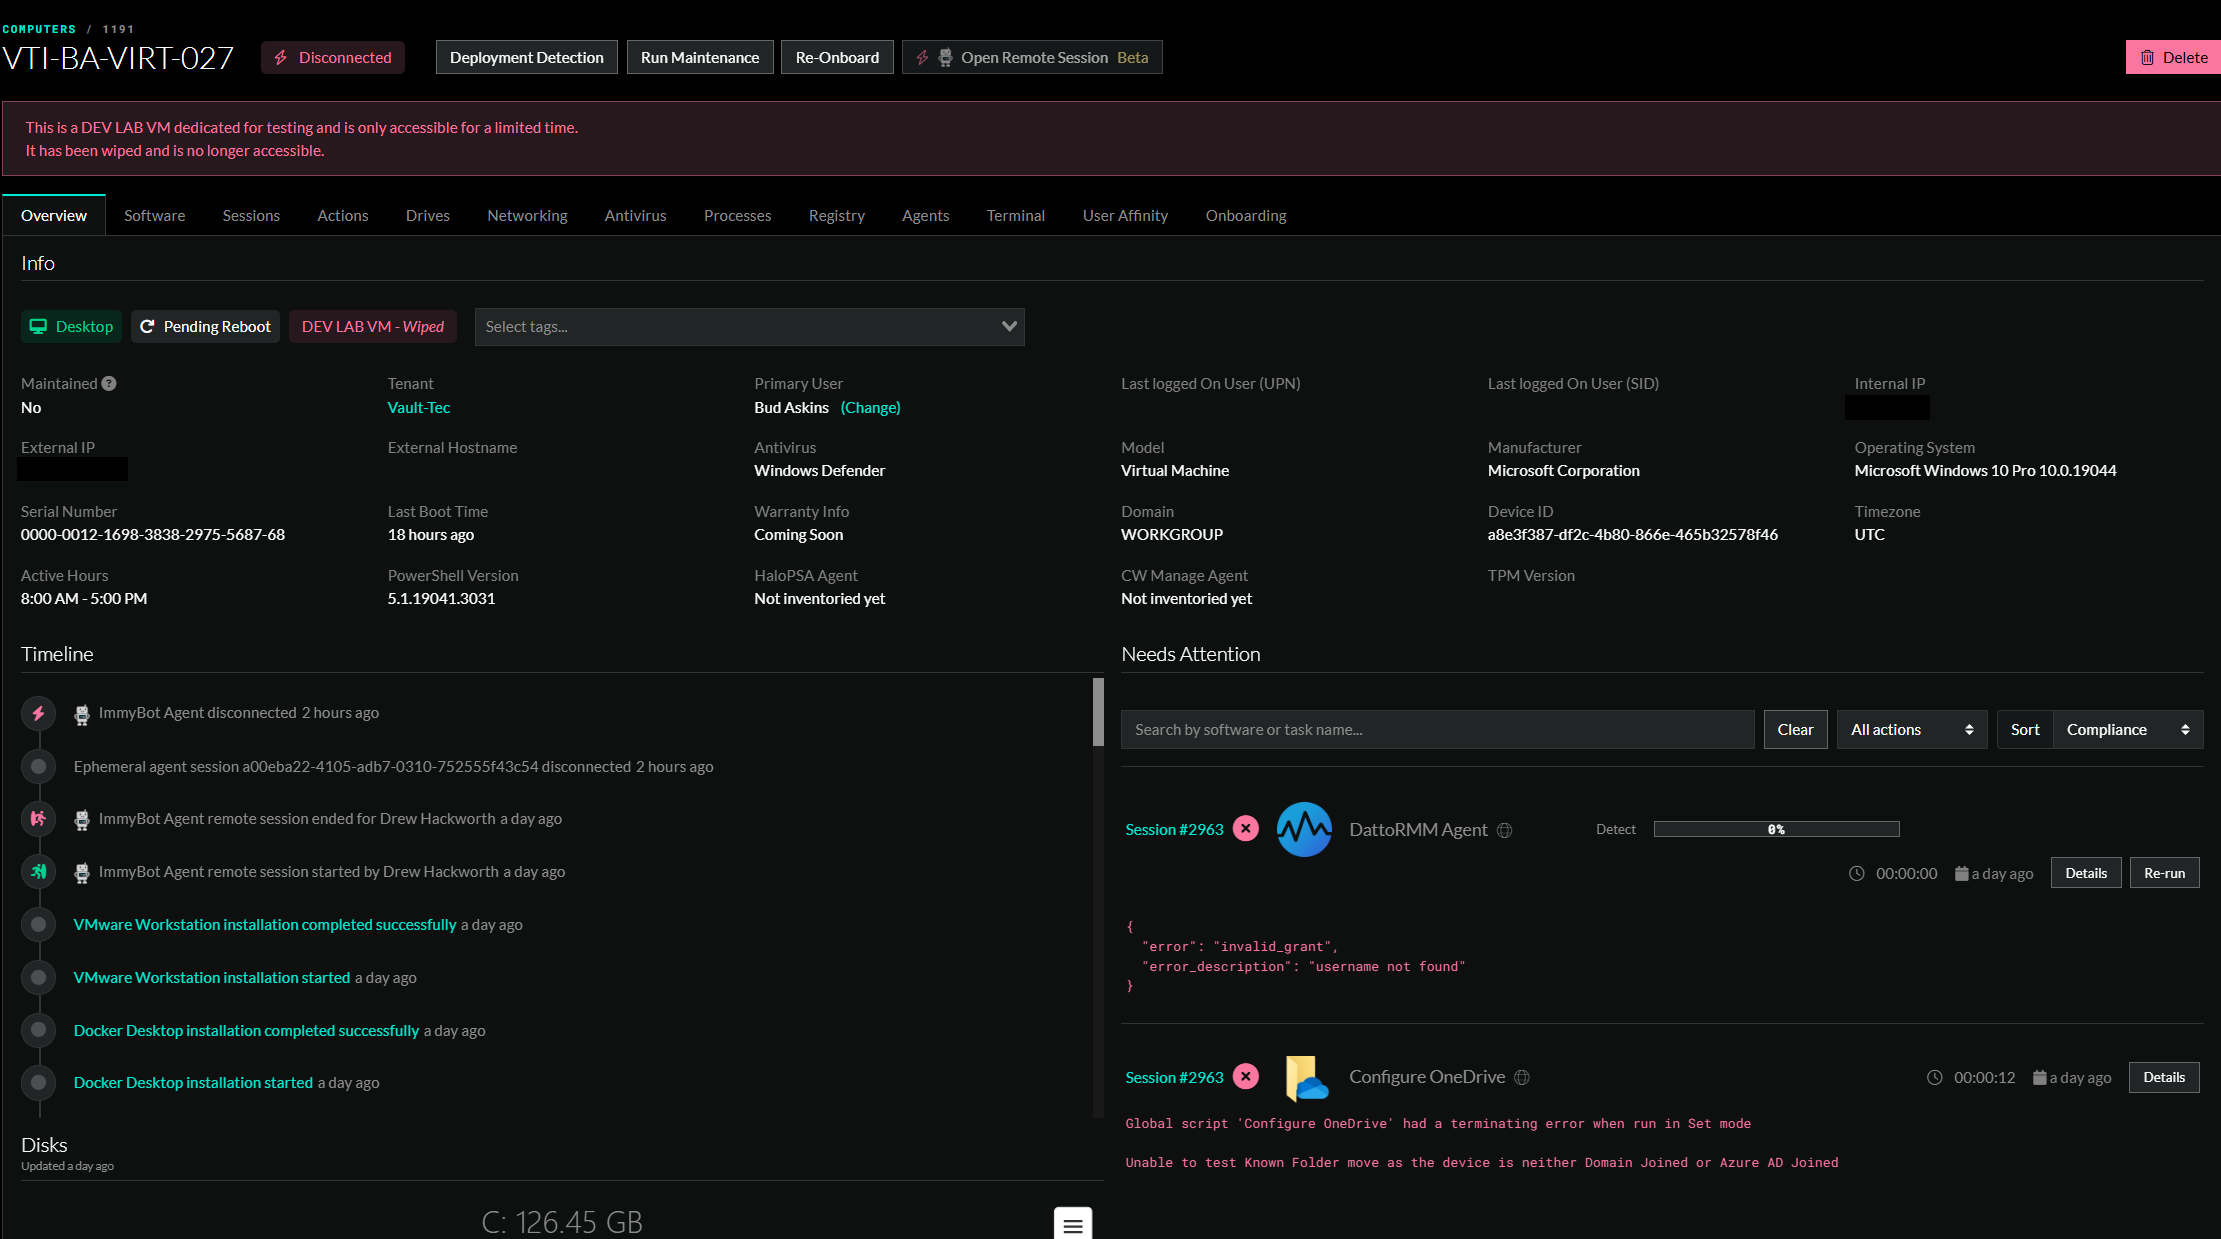 COMPUTERS / 1191
VTI-BA-VIRT-027
Disconnected
Deployment Detection
Run Maintenance
Re-Onboard
Open Remote Session Beta
Delete
This is a DEV LAB VM dedicated for testing and is only accessible for a limited time.
It has been wiped and is no longer accessible.
Overview
Software
Sessions
Actions
Drives
Networking
Antivirus
Processes
Registry
Agents
Terminal
User Affinity
Onboarding
Info
Desktop
Pending Reboot
DEV LAB VM - Wiped
Select tags...
Maintained ?
No
Tenant
Vault-Tec
Primary User
Bud Askins (Change)
Last logged On User (UPN)
Last logged On User (SID)
Internal IP
External IP
External Hostname
Antivirus
Windows Defender
Model
Virtual Machine
Manufacturer
Microsoft Corporation
Operating System
Microsoft Windows 10 Pro 10.0.19044
Serial Number
0000-0012-1698-3838-2975-5687-68
Last Boot Time
18 hours ago
Warranty Info
Coming Soon
Domain
WORKGROUP
Device ID
a8e3f387-df2c-4b80-866e-465b32578f46
Timezone
UTC
Active Hours
8:00 AM - 5:00 PM
PowerShell Version
5.1.19041.3031
HaloPSA Agent
Not inventoried yet
CW Manage Agent
Not inventoried yet
TPM Version
Timeline
ImmyBot Agent disconnected 2 hours ago
Ephemeral agent session a00eba22-4105-adb7-0310-752555f43c54 disconnected 2 hours ago
ImmyBot Agent remote session ended for Drew Hackworth a day ago
ImmyBot Agent remote session started by Drew Hackworth a day ago
VMware Workstation installation completed successfully a day ago
VMware Workstation installation started a day ago
Docker Desktop installation completed successfully a day ago
Docker Desktop installation started a day ago
Disks
Updated a day ago
C: 126.45 GB
Needs Attention
Search by software or task name...
Clear
All actions
Sort
Compliance
Session #2963
DattoRMM Agent
Detect
0%
00:00:00
a day ago
Details
Re-run
{
"error": "invalid_grant",
"error_description": "username not found"
}
Session #2963
Configure OneDrive
00:00:12
a day ago
Details
Global script 'Configure OneDrive' had a terminating error when run in Set mode
Unable to test Known Folder move as the device is neither Domain Joined or Azure AD Joined